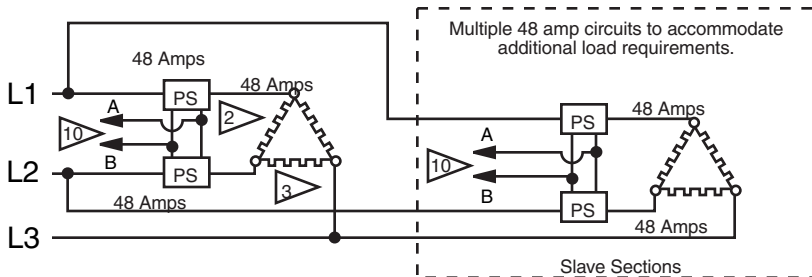 Multiple 48 amp circuits to accommodate
additional load requirements.
48 Amps
48 Amps
L1
PS
A
2
10
B
L2
PS
3
48 Amps
L3
PS
48 Amps
A
10
B
PS
48 Amps
Slave Sections